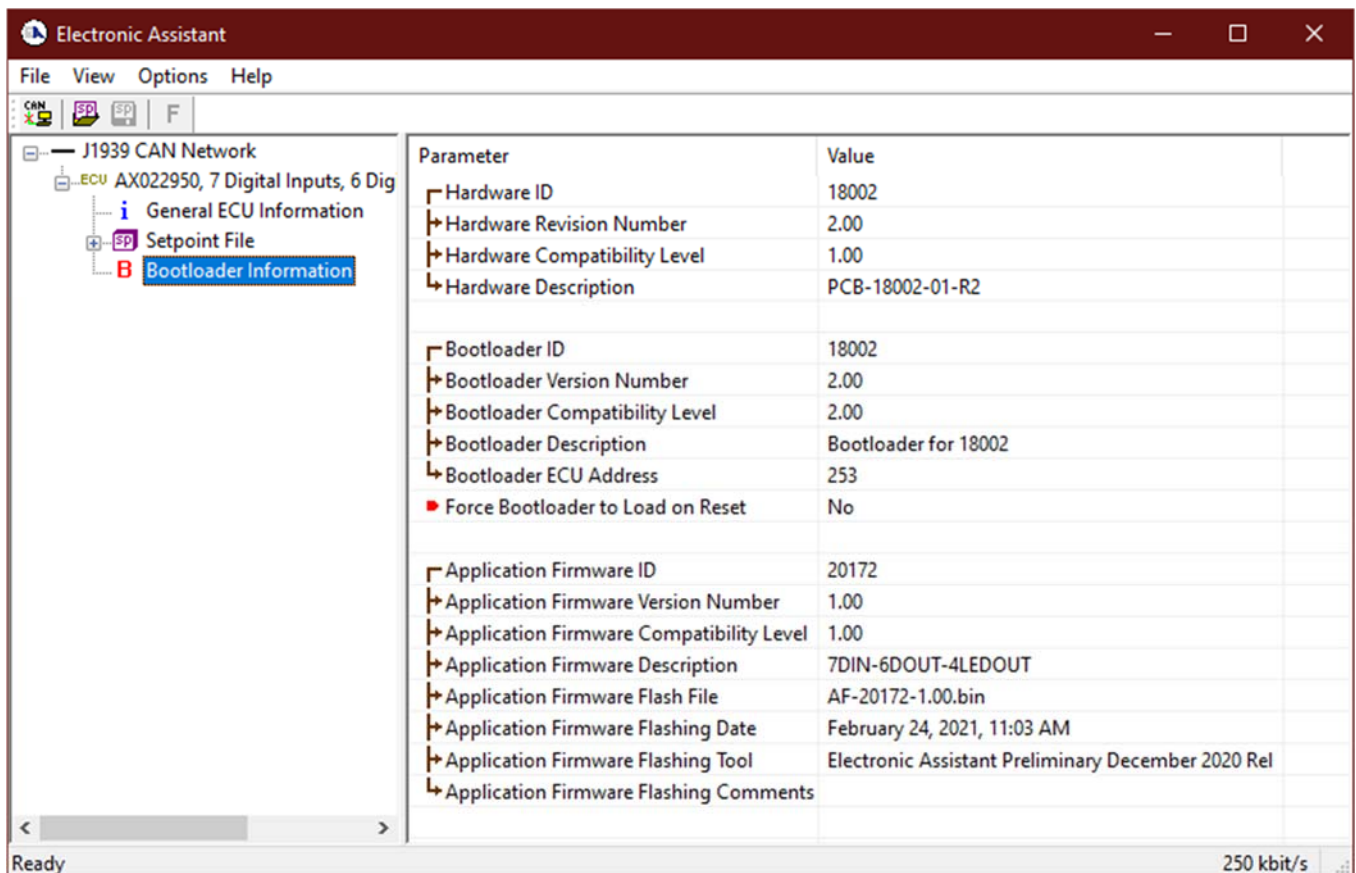 Electronic Assistant
File View Options Help
CAN SP SP F
J1939 CAN Network
ECU AX022950, 7 Digital Inputs, 6 Dig
i General ECU Information
SP Setpoint File
B Bootloader Information
Parameter Value
Hardware ID 18002
Hardware Revision Number 2.00
Hardware Compatibility Level 1.00
Hardware Description PCB-18002-01-R2
Bootloader ID 18002
Bootloader Version Number 2.00
Bootloader Compatibility Level 2.00
Bootloader Description Bootloader for 18002
Bootloader ECU Address 253
Force Bootloader to Load on Reset No
Application Firmware ID 20172
Application Firmware Version Number 1.00
Application Firmware Compatibility Level 1.00
Application Firmware Description 7DIN-6DOUT-4LEDOUT
Application Firmware Flash File AF-20172-1.00.bin
Application Firmware Flashing Date February 24, 2021, 11:03 AM
Application Firmware Flashing Tool Electronic Assistant Preliminary December 2020 Rel
Application Firmware Flashing Comments
Ready 250 kbit/s